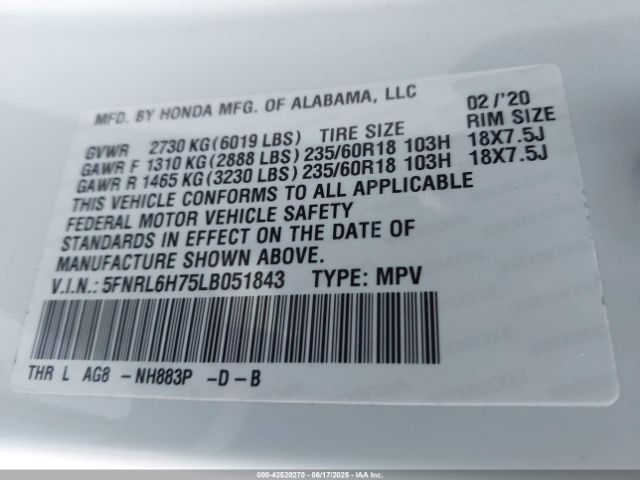 MFD. BY HONDA MFG. OF ALABAMA, LLC 02/'20
GVWR 2730 KG (6019 LBS) TIRE SIZE RIM SIZE
GAWR F 1310 KG (2888 LBS) 235/60R18 103H 18X7.5J
GAWR R 1465 KG (3230 LBS) 235/60R18 103H 18X7.5J
THIS VEHICLE CONFORMS TO ALL APPLICABLE
FEDERAL MOTOR VEHICLE SAFETY
STANDARDS IN EFFECT ON THE DATE OF
MANUFACTURE SHOWN ABOVE.
V.I.N.: 5FNRL6H75LB051843 TYPE: MPV
THR L AG8 -NH883P -D-B
000-42520270 - 06/17/2025 - IAAI.com